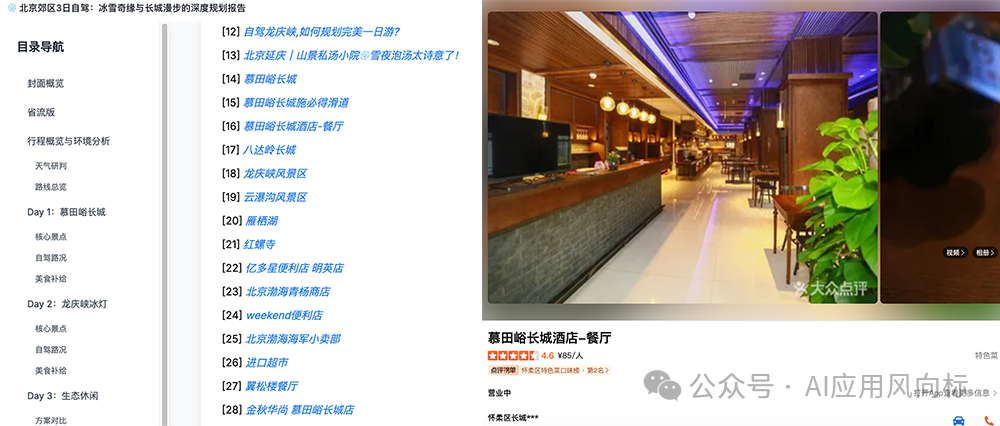 北京郊区3日自驾：冰雪奇缘与长城漫步的深度规划报告
目录导航
封面概览
省流版
行程概览与环境分析
天气研判
路线总览
Day 1：慕田峪长城
核心景点
自驾路况
美食补给
Day 2：龙庆峡冰灯
核心景点
自驾路况
美食补给
Day 3：生态休闲
方案对比
[12] 自驾龙庆峡,如何规划完美一日游?
[13] 北京延庆｜山景私汤小院❄️雪夜泡汤太诗意了！
[14] 慕田峪长城
[15] 慕田峪长城施必得滑道
[16] 慕田峪长城酒店-餐厅
[17] 八达岭长城
[18] 龙庆峡风景区
[19] 云瀑沟风景区
[20] 雁栖湖
[21] 红螺寺
[22] 亿多星便利店 明英店
[23] 北京渤海青杨商店
[24] weekend便利店
[25] 北京渤海海军小卖部
[26] 进口超市
[27] 翼松楼餐厅
[28] 金秋华尚 慕田峪长城店
视频
相册
大众点评
慕田峪长城酒店-餐厅
4.6 ¥85/人
特色菜
点评榜单 怀柔区特色菜口味榜 · 第2名
营业中
打开App查看更多信息
怀柔区长城***
公众号 · AI应用风向标